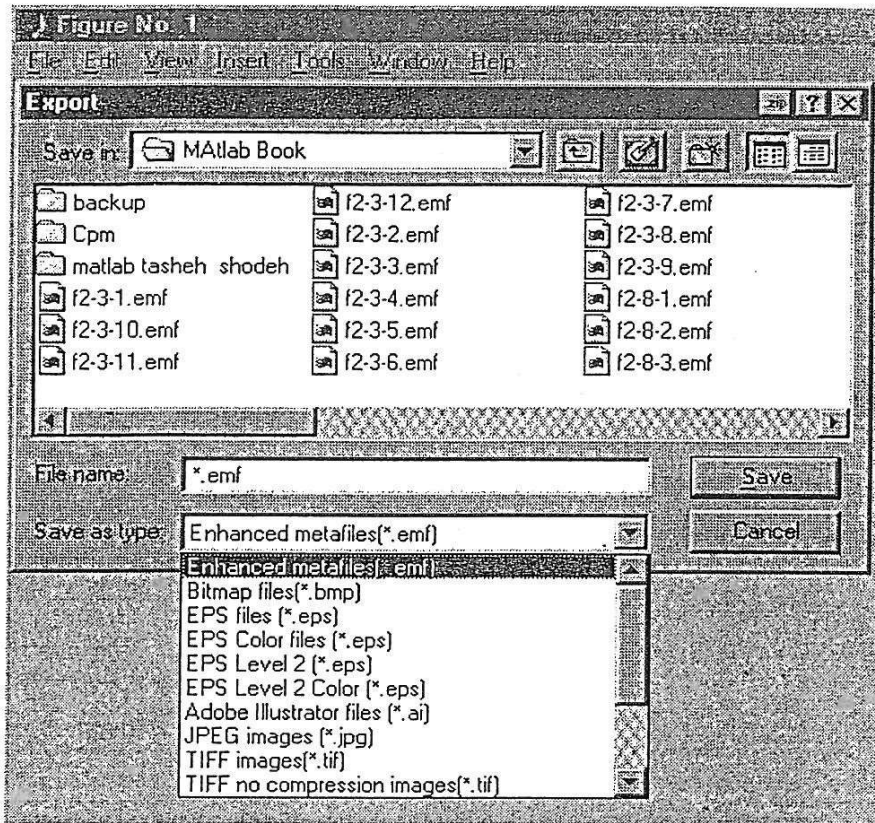 Figure No. 1
File Edit View Insert Tools Window Help
Export
Save in: MAtlab Book
backup
Cpm
matlab tasheh shodeh
f2-3-1.emf
f2-3-10.emf
f2-3-11.emf
f2-3-12.emf
f2-3-2.emf
f2-3-3.emf
f2-3-4.emf
f2-3-5.emf
f2-3-6.emf
f2-3-7.emf
f2-3-8.emf
f2-3-9.emf
f2-8-1.emf
f2-8-2.emf
f2-8-3.emf
File name: *.emf
Save
Save as type: Enhanced metafiles(*.emf)
Cancel
Enhanced metafiles(*.emf)
Bitmap files(*.bmp)
EPS files (*.eps)
EPS Color files (*.eps)
EPS Level 2 (*.eps)
EPS Level 2 Color (*.eps)
Adobe Illustrator files (*.ai)
JPEG images (*.jpg)
TIFF images(*.tif)
TIFF no compression images(*.tif)